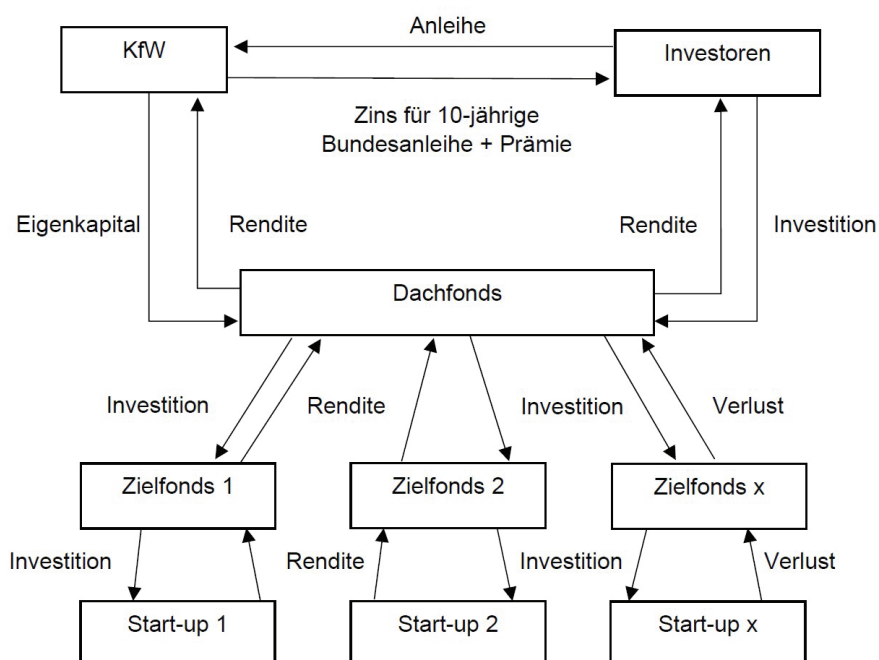 Anleihe
KfW
Investoren
Zins für 10-jährige
Bundesanleihe + Prämie
Eigenkapital
Rendite
Rendite
Investition
Dachfonds
Investition
Rendite
Investition
Verlust
Zielfonds 1
Zielfonds 2
Zielfonds x
Investition
Rendite
Investition
Verlust
Start-up 1
Start-up 2
Start-up x